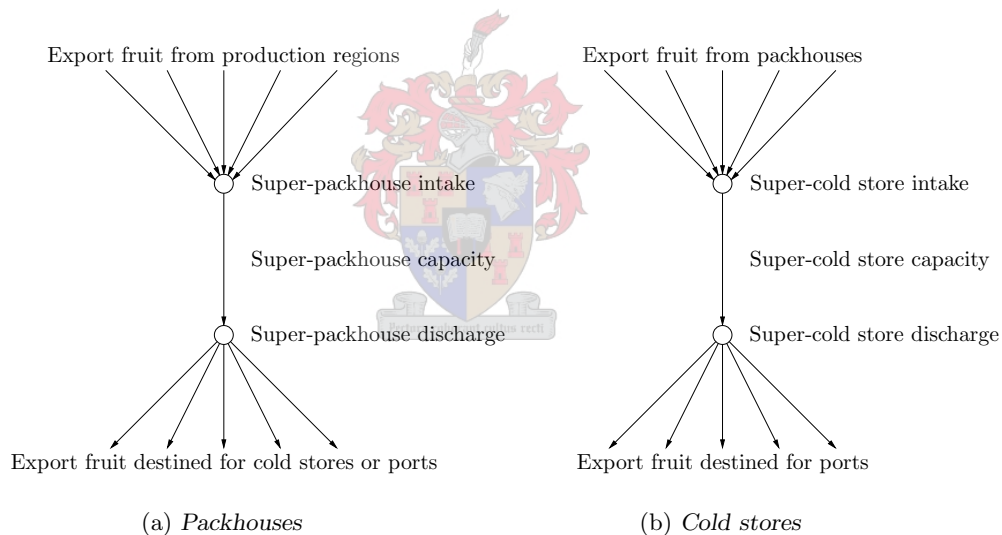 Export fruit from production regions
Super-packhouse intake
Super-packhouse capacity
Super-packhouse discharge
Export fruit destined for cold stores or ports
(a) Packhouses
Export fruit from packhouses
Super-cold store intake
Super-cold store capacity
Super-cold store discharge
Export fruit destined for ports
(b) Cold stores
cultus recti